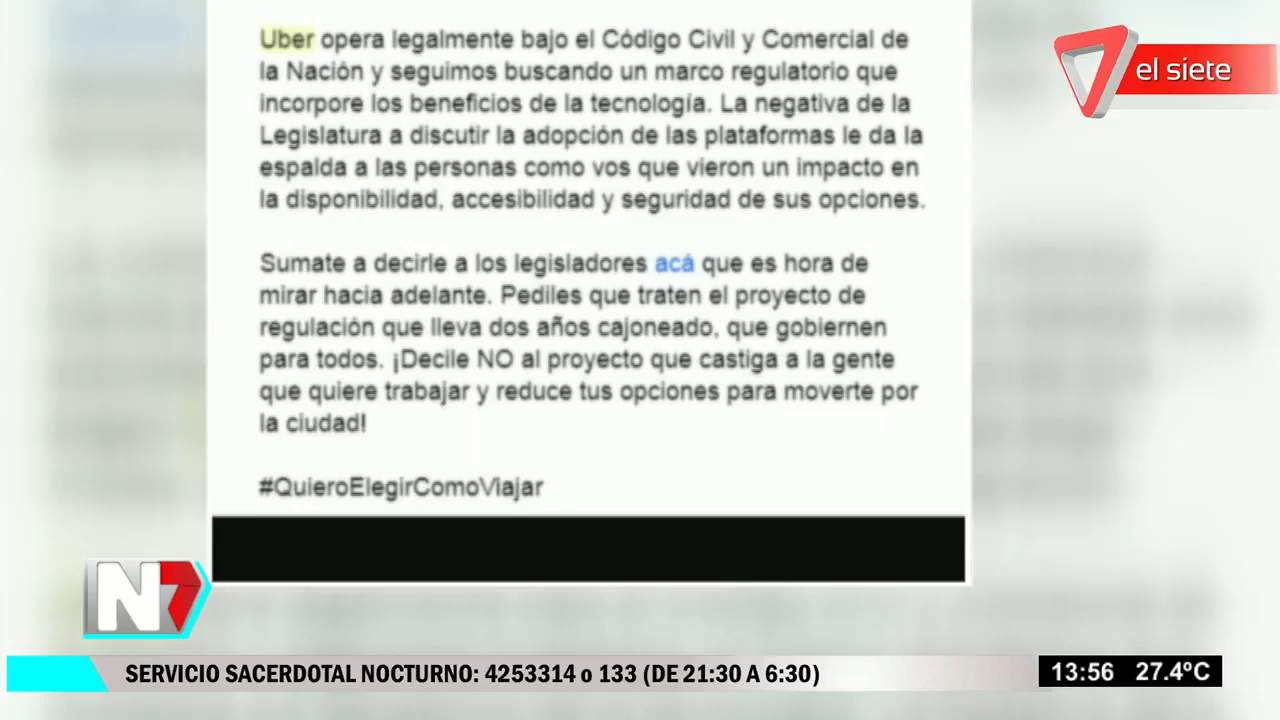 Uber opera legalmente bajo el Código Civil y Comercial de
la Nación y seguimos buscando un marco regulatorio que
incorpore los beneficios de la tecnología. La negativa de la
Legislatura a discutir la adopción de las plataformas le da la
espalda a las personas como vos que vieron un impacto en
la disponibilidad, accesibilidad y seguridad de sus opciones.
Sumate a decirle a los legisladores acá que es hora de
mirar hacia adelante. Pediles que traten el proyecto de
regulación que lleva dos años cajoneado, que gobiernen
para todos. ¡Decile NO al proyecto que castiga a la gente
que quiere trabajar y reduce tus opciones para moverte por
la ciudad!
#QuieroElegirComoViajar
7 el siete
N7
SERVICIO SACERDOTAL NOCTURNO: 4253314 o 133 (DE 21:30 A 6:30)
13:56 27.4ºC